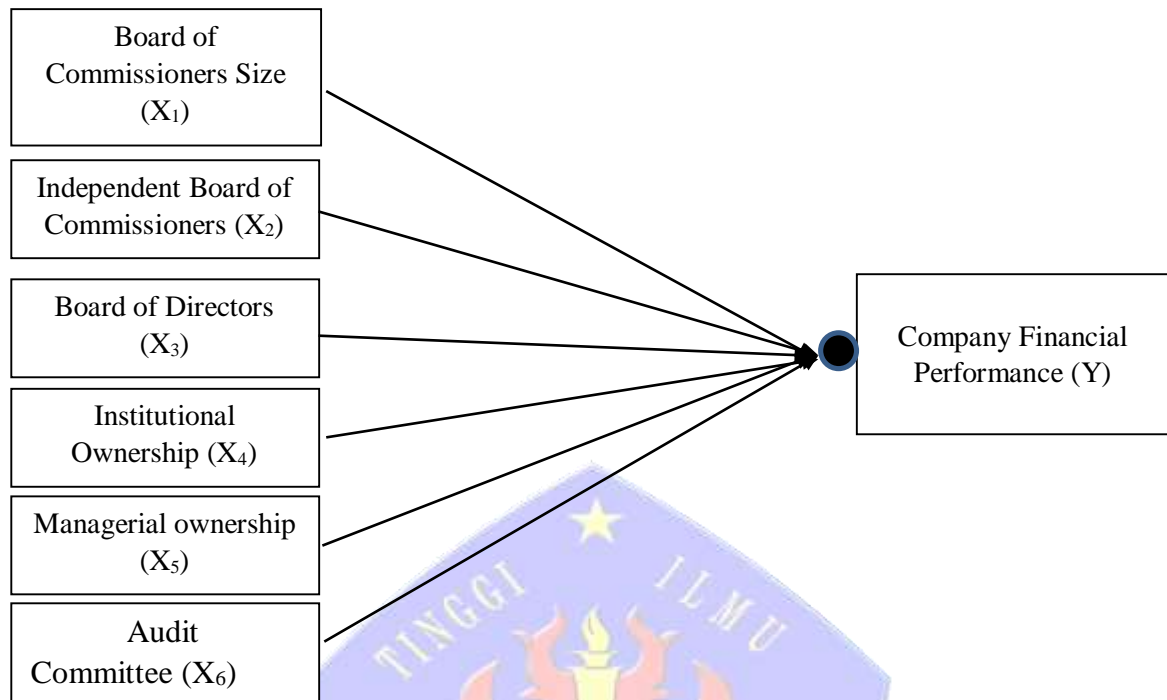 Board of
Commissioners Size
(X₁)
Independent Board of
Commissioners (X₂)
Board of Directors
(X₃)
Institutional
Ownership (X₄)
Managerial ownership
(X₅)
Audit
Committee (X₆)
Company Financial
Performance (Y)
TINGGI ILMU